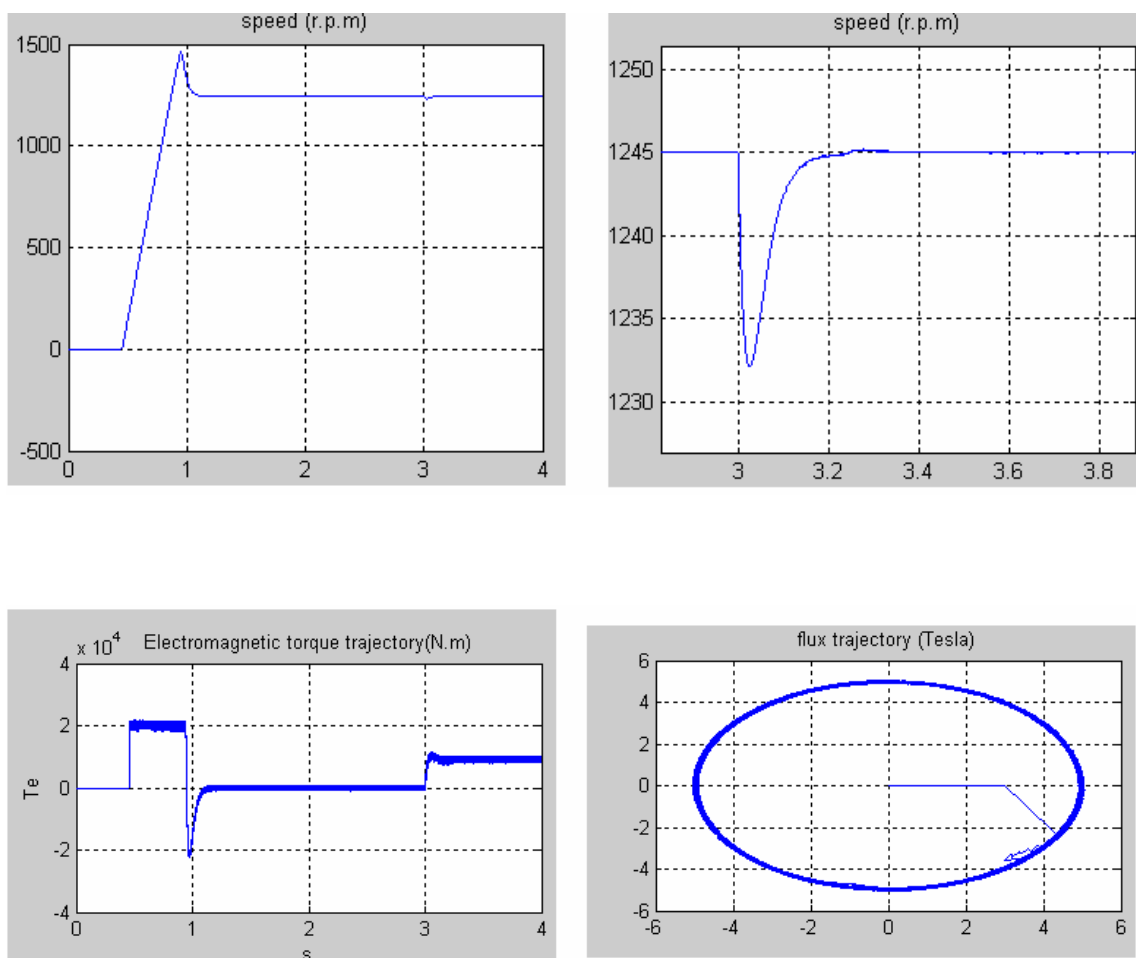 speed (r.p.m)
1500
1000
500
0
-500
0 1 2 3 4
speed (r.p.m)
1250
1245
1240
1235
1230
3 3.2 3.4 3.6 3.8
x 10^4 Electromagnetic torque trajectory(N.m)
4
2
0
-2
-4
Te
0 1 2 3 4
s
flux trajectory (Tesla)
6
4
2
0
-2
-4
-6
-6 -4 -2 0 2 4 6